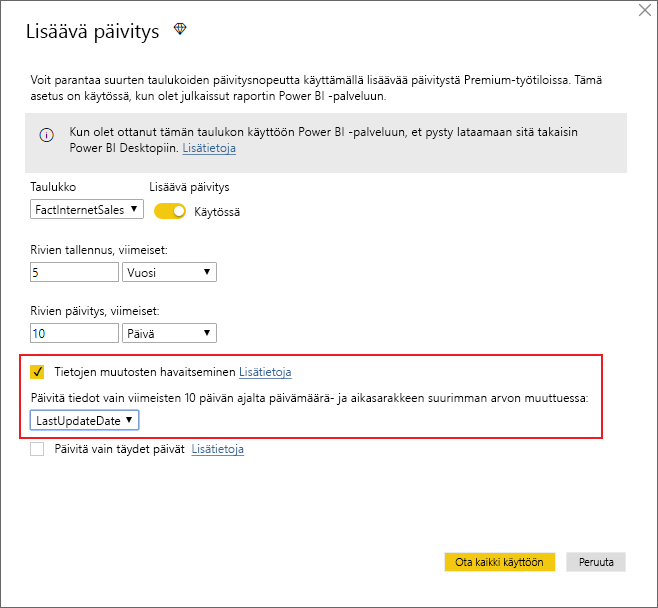 Lisäävä päivitys
Voit parantaa suurten taulukoiden päivitysnopeutta käyttämällä lisäävää päivitystä Premium-työtiloissa. Tämä
asetus on käytössä, kun olet julkaissut raportin Power BI -palveluun.
Kun olet ottanut tämän taulukon käyttöön Power BI -palveluun, et pysty lataamaan sitä takaisin
Power BI Desktopiin. Lisätietoja
Taulukko Lisäävä päivitys
FactInternetSales Käytössä
Rivien tallennus, viimeiset:
5 Vuosi
Rivien päivitys, viimeiset:
10 Päivä
Tietojen muutosten havaitseminen Lisätietoja
Päivitä tiedot vain viimeisten 10 päivän ajalta päivämäärä- ja aikasarakkeen suurimman arvon muuttuessa:
LastUpdateDate
Päivitä vain täydet päivät Lisätietoja
Ota kaikki käyttöön Peruuta